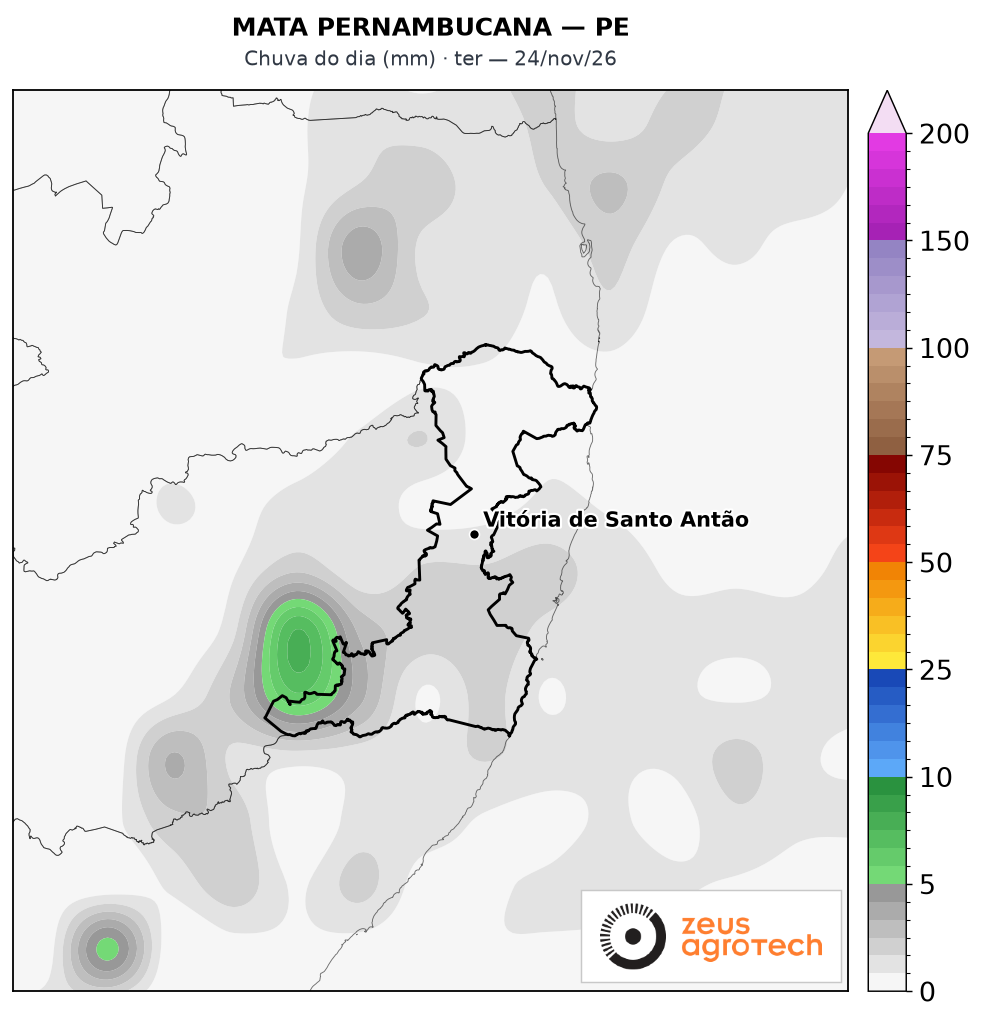 MATA PERNAMBUCANA — PE
Chuva do dia (mm) · ter — 24/nov/26
200
150
100
75
50
25
10
5
0
Vitória de Santo Antão
zeus
agrotech